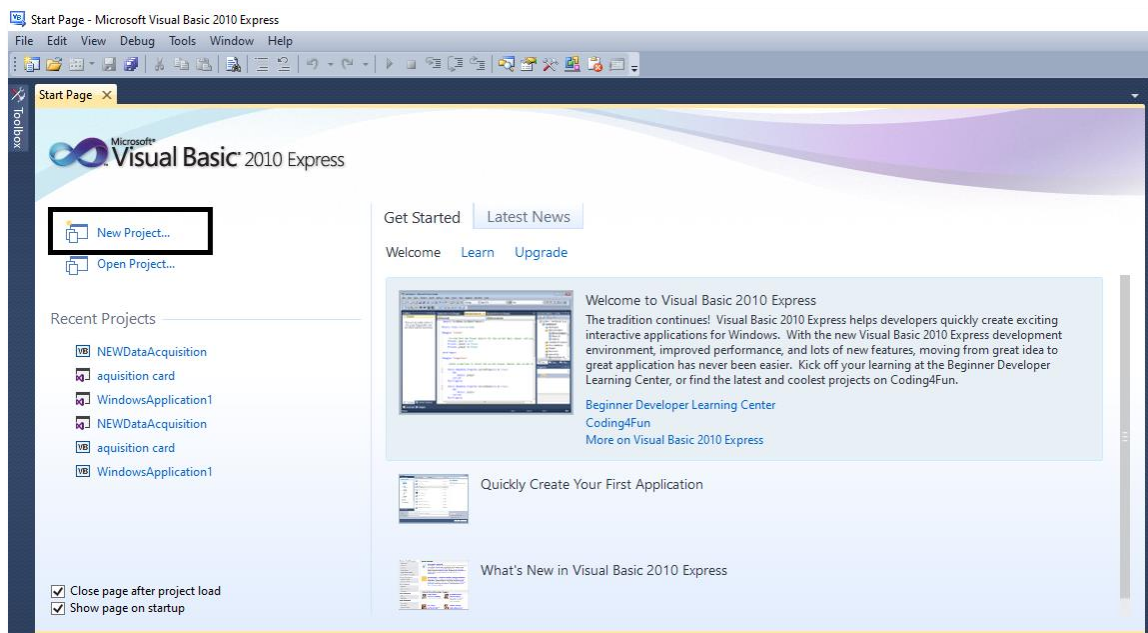 Start Page - Microsoft Visual Basic 2010 Express
File Edit View Debug Tools Window Help
Toolbox
Start Page
Microsoft
Visual Basic 2010 Express
New Project...
Open Project...
Recent Projects
NEWDataAcquisition
aquisition card
WindowsApplication1
NEWDataAcquisition
aquisition card
WindowsApplication1
Close page after project load
Show page on startup
Get Started Latest News
Welcome Learn Upgrade
Welcome to Visual Basic 2010 Express
The tradition continues! Visual Basic 2010 Express helps developers quickly create exciting
interactive applications for Windows. With the new Visual Basic 2010 Express development
environment, improved performance, and lots of new features, moving from great idea to
great application has never been easier. Kick off your learning at the Beginner Developer
Learning Center, or find the latest and coolest projects on Coding4Fun.
Beginner Developer Learning Center
Coding4Fun
More on Visual Basic 2010 Express
Quickly Create Your First Application
What's New in Visual Basic 2010 Express